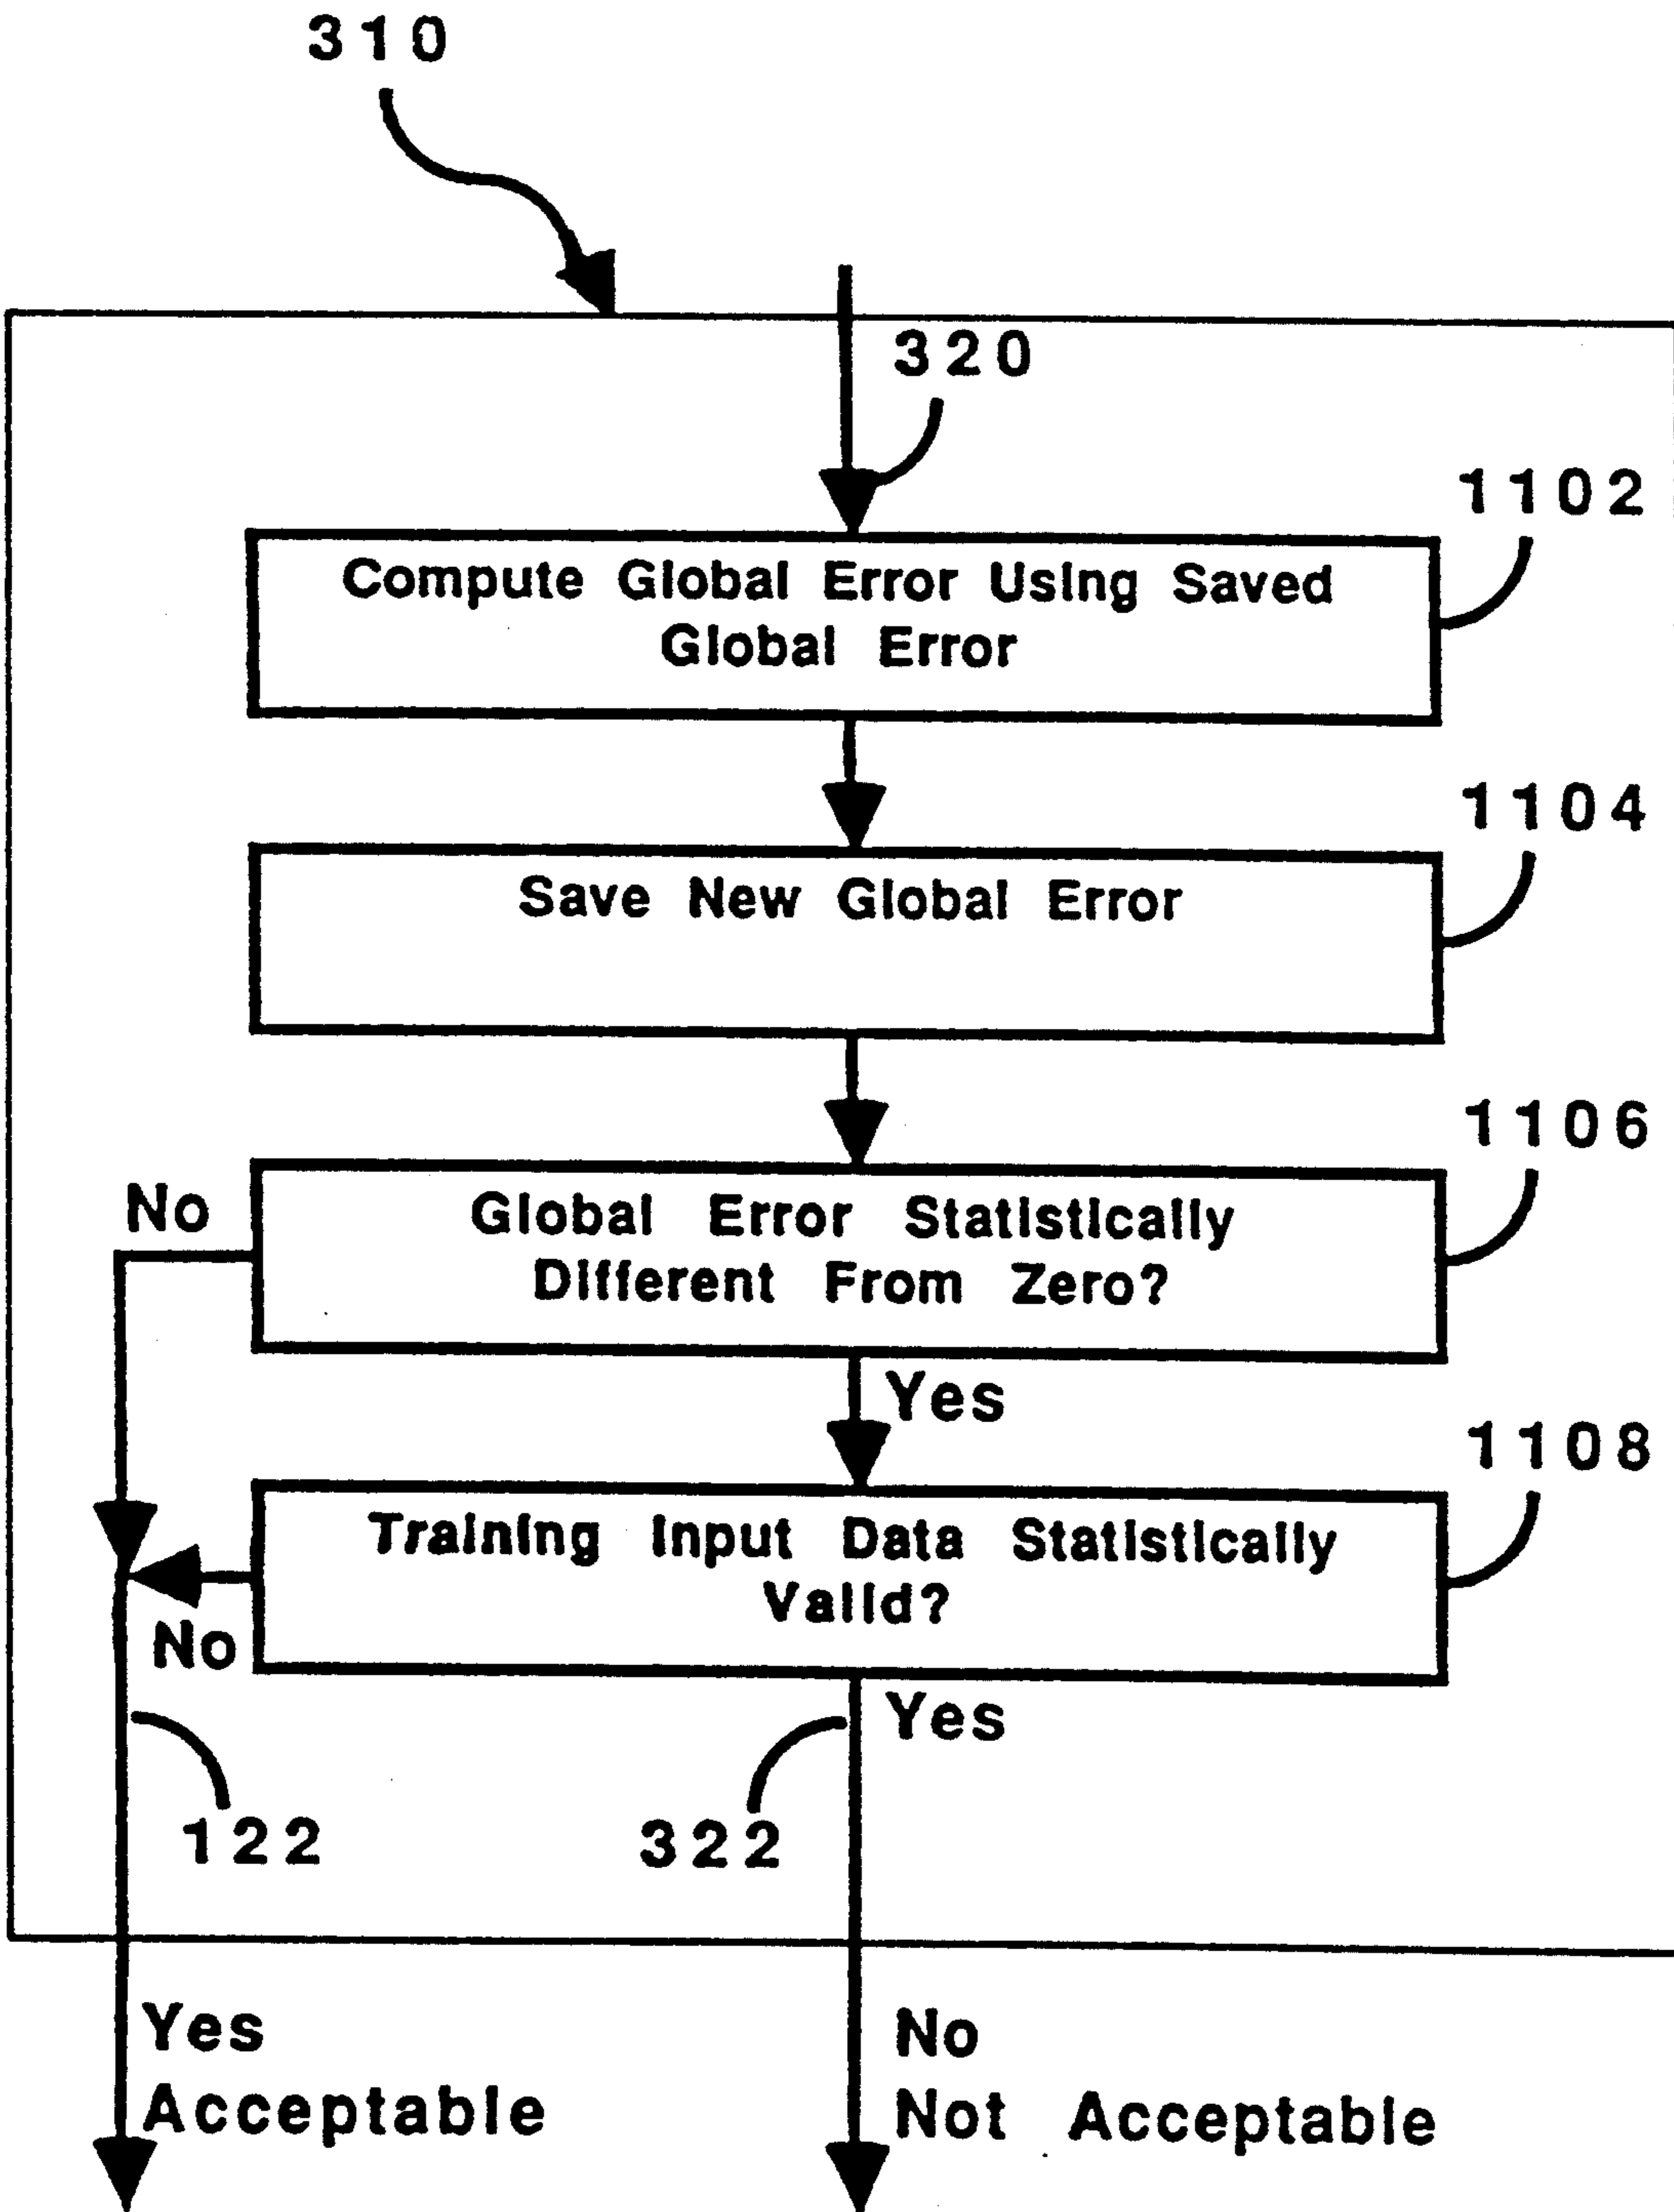 310
320
1102
Compute Global Error Using Saved
Global Error
1104
Save New Global Error
1106
No
Global Error Statistically
Different From Zero?
Yes
1108
Training Input Data Statistically
Valid?
No
Yes
122
322
Yes
Acceptable
No
Not Acceptable